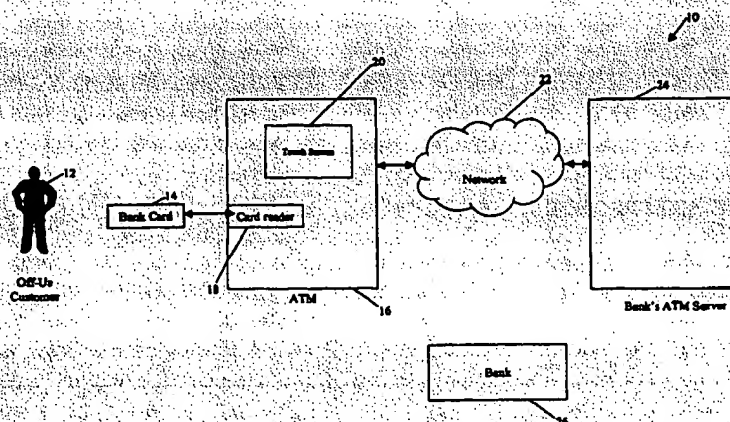 10
20
22
24
12
14
Touch Screen
Network
Bank Card
Card reader
18
Off-Us
Customer
ATM
16
Bank's ATM Server
Bank
26